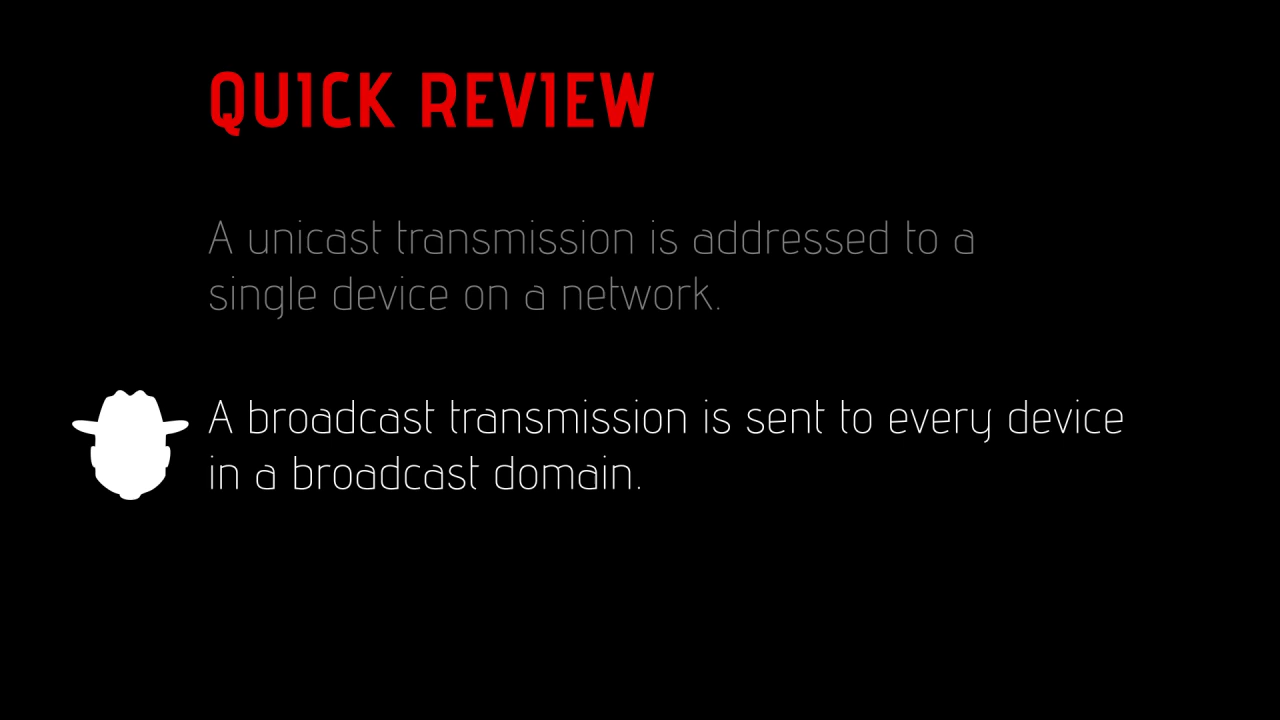 QUICK REVIEW
A unicast transmission is addressed to a
single device on a network.
A broadcast transmission is sent to every device
in a broadcast domain.